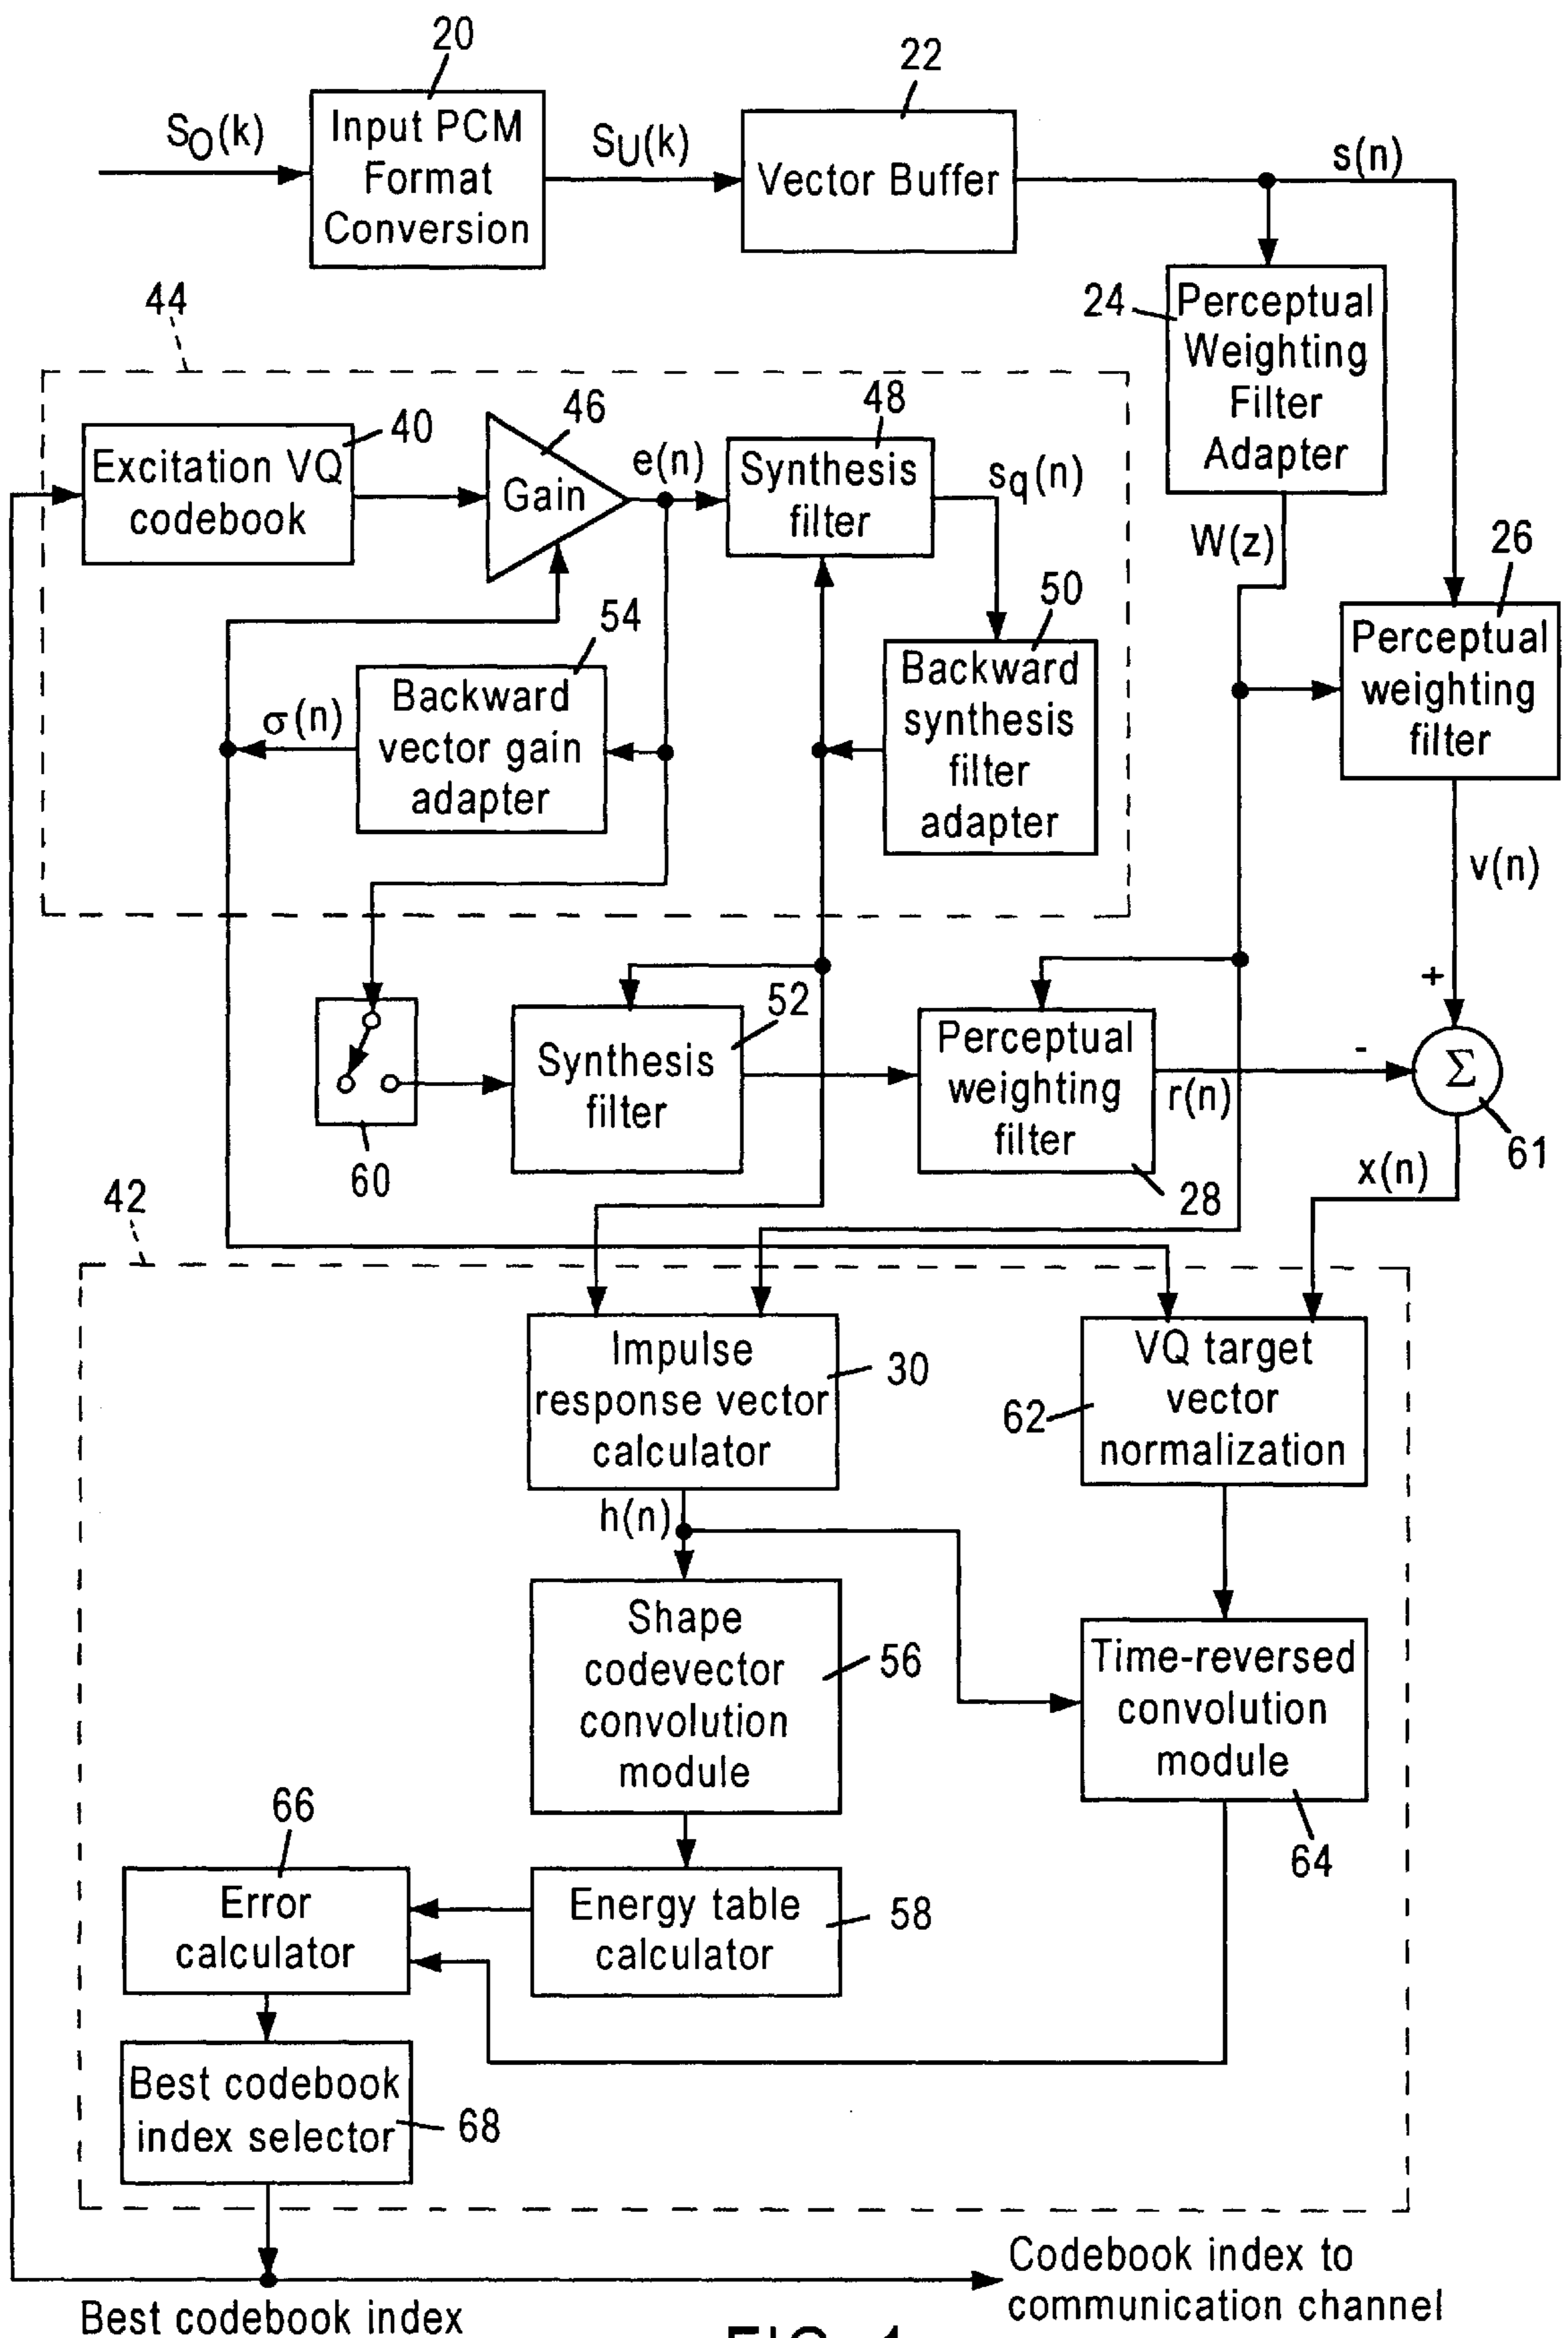 20
22
S_O(k)
Input PCM
Format
Conversion
S_U(k)
Vector Buffer
s(n)
44
24
Perceptual
Weighting
Filter
Adapter
40
Excitation VQ
codebook
46
Gain
e(n)
48
Synthesis
filter
s_q(n)
W(z)
26
Perceptual
weighting
filter
54
Backward
vector gain
adapter
σ(n)
50
Backward
synthesis
filter
adapter
v(n)
+
60
52
Synthesis
filter
Perceptual
weighting
filter
28
r(n)
-
Σ
61
x(n)
42
Impulse
response vector
calculator
30
VQ target
vector
normalization
62
h(n)
Shape
codevector
convolution
module
56
Time-reversed
convolution
module
64
66
Error
calculator
Energy table
calculator
58
Best codebook
index selector
68
Codebook index to
communication channel
Best codebook index